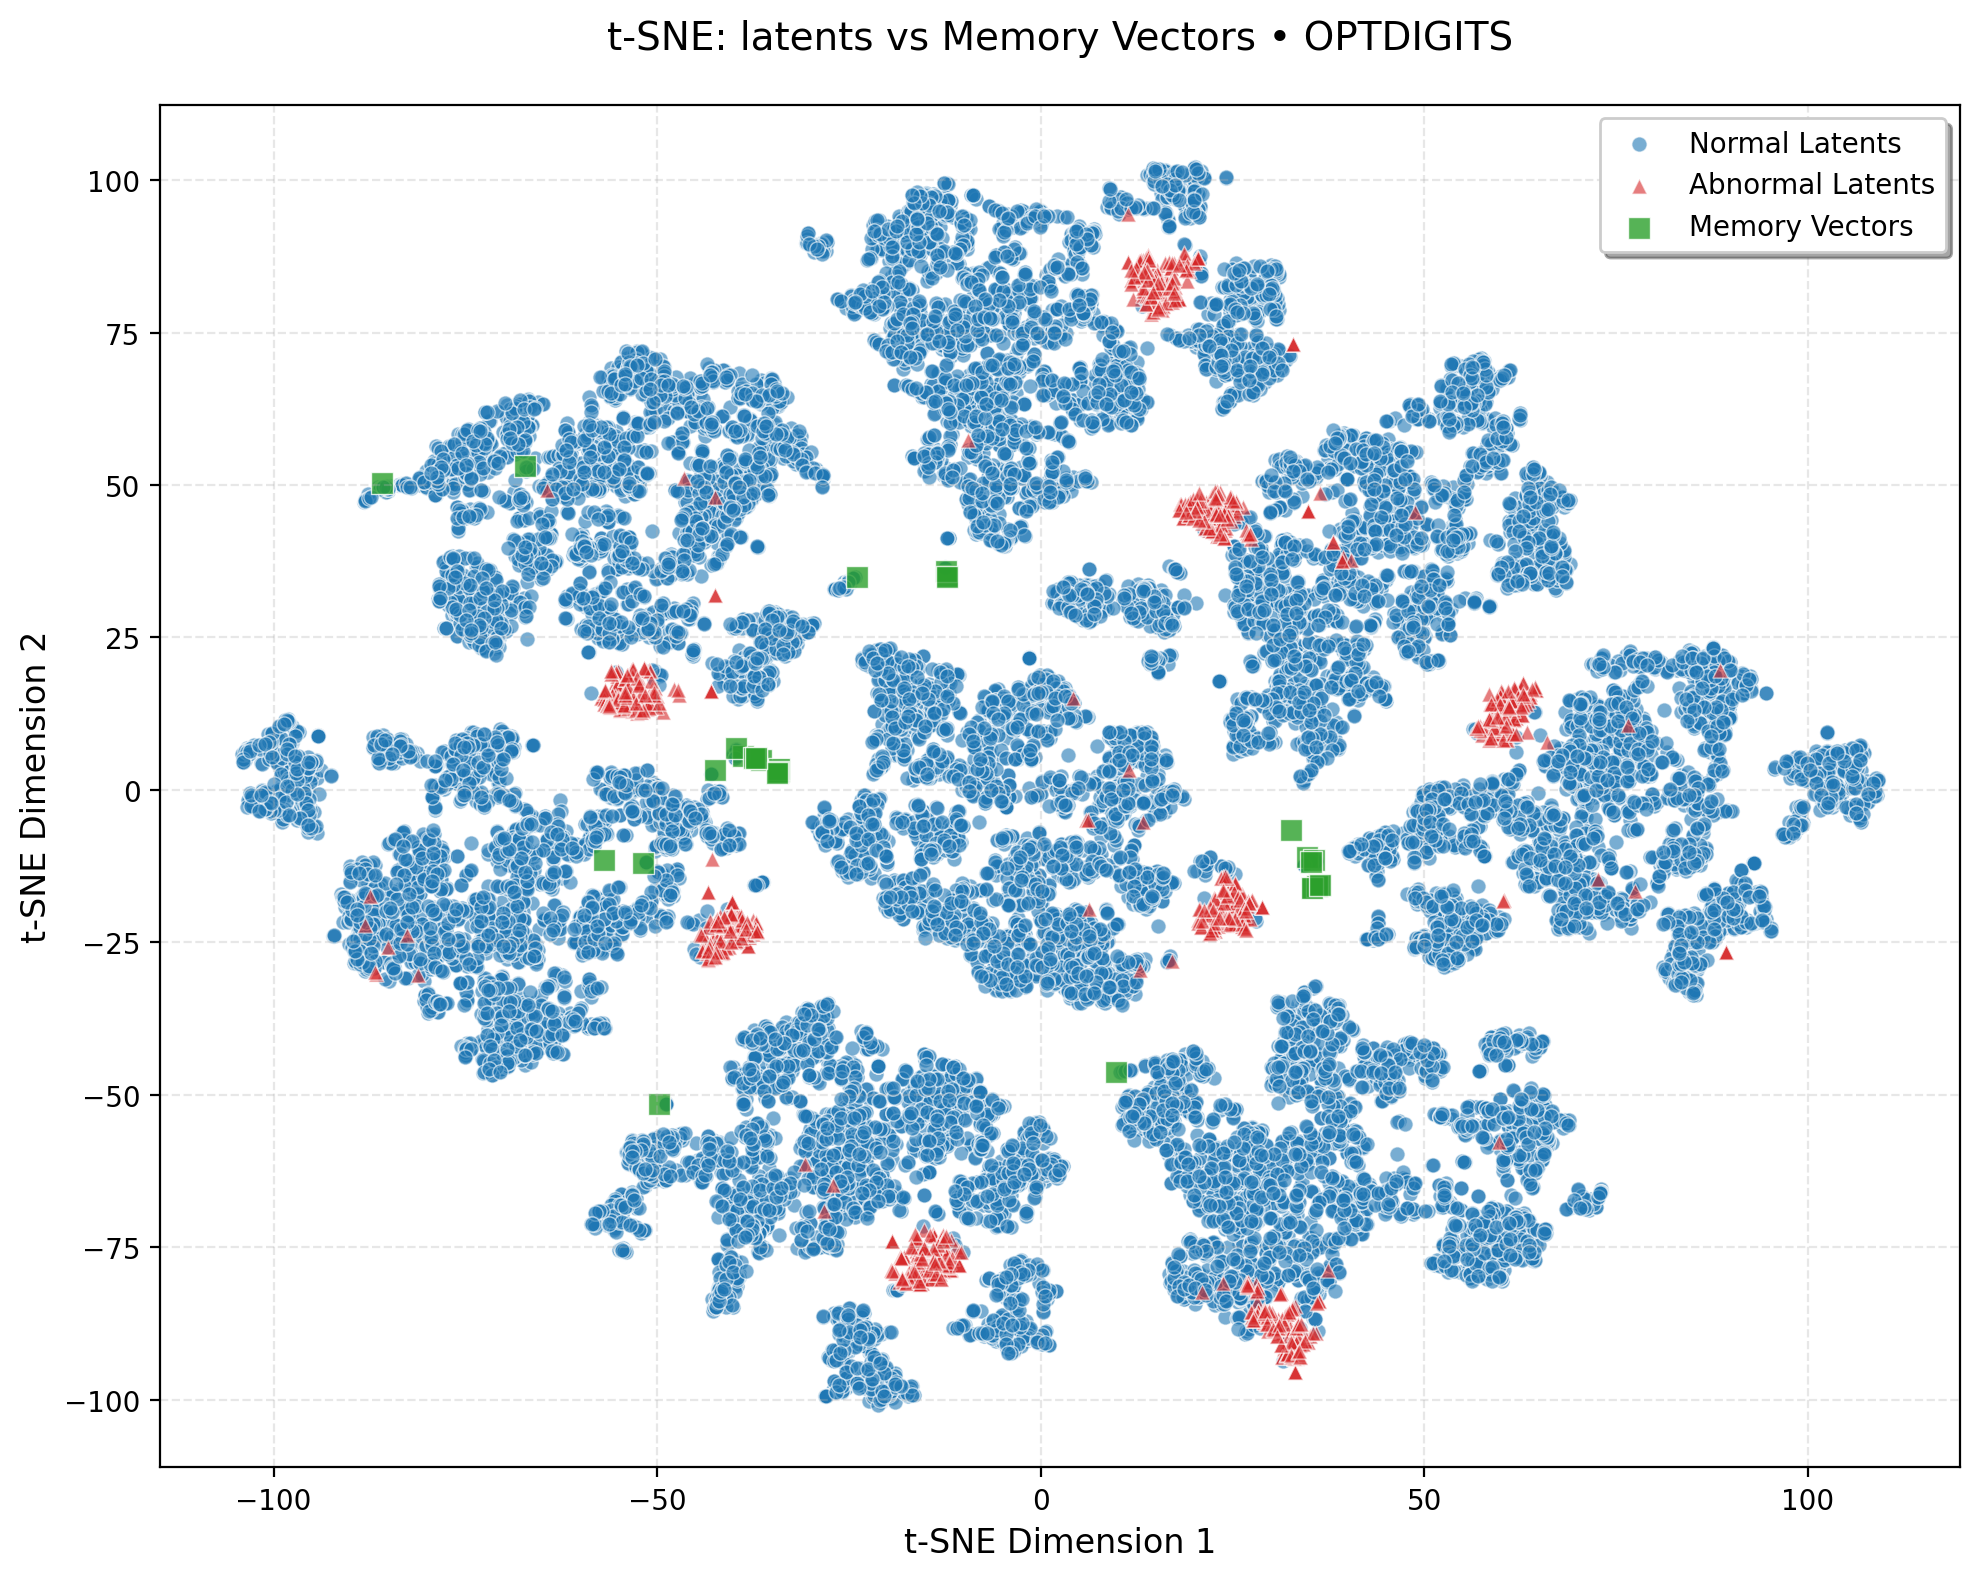 t-SNE: latents vs Memory Vectors • OPTDIGITS
Normal Latents
Abnormal Latents
Memory Vectors
t-SNE Dimension 2
100
75
50
25
0
−25
−50
−75
−100
−100
−50
0
50
100
t-SNE Dimension 1